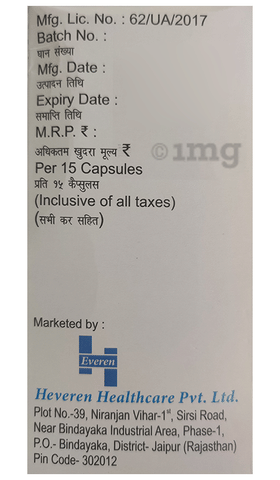 Mfg. Lic. No. : 62/UA/2017
Batch No. :
घान संख्या
Mfg. Date :
उत्पादन तिथि
Expiry Date :
समाप्ति तिथि
M.R.P. ₹ :
अधिकतम खुदरा मूल्य ₹
©1mg
Per 15 Capsules
प्रति १५ कैप्सुलस
(Inclusive of all taxes)
(सभी कर सहित)
Marketed by :
Everen
Heveren Healthcare Pvt. Ltd.
Plot No.-39, Niranjan Vihar-1st, Sirsi Road,
Near Bindayaka Industrial Area, Phase-1,
P.O.- Bindayaka, District- Jaipur (Rajasthan)
Pin Code- 302012